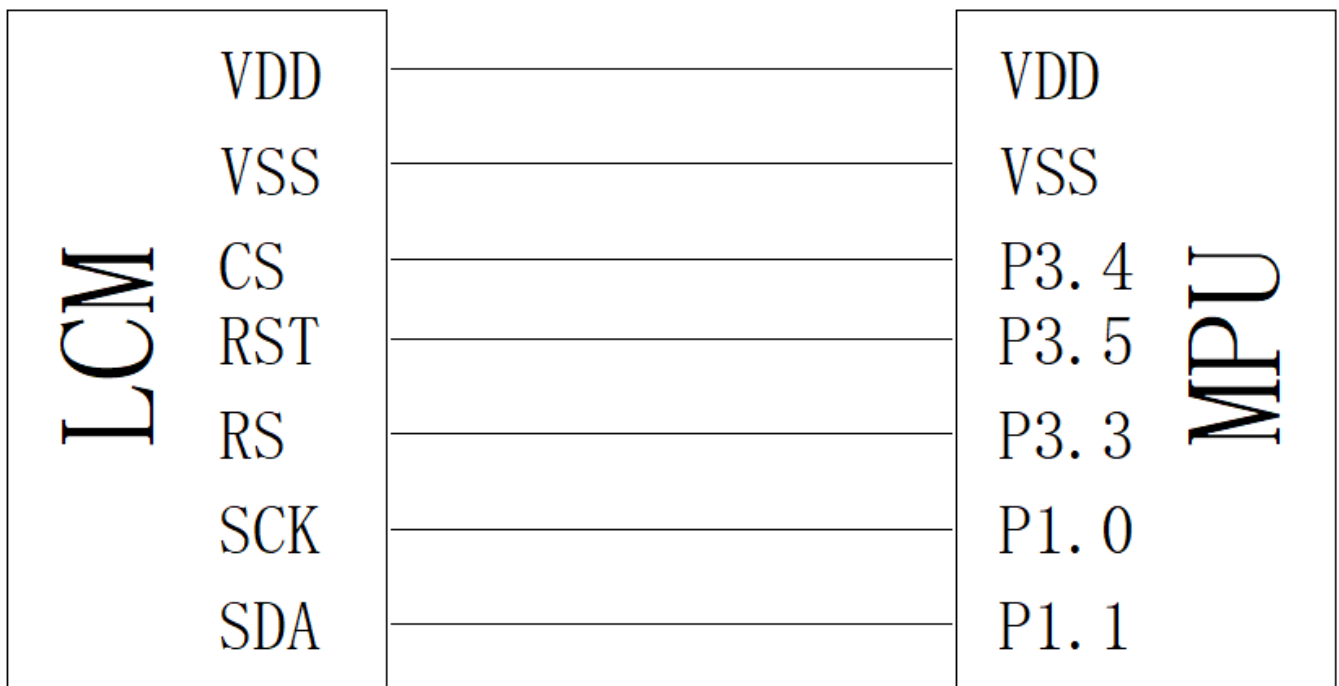 LCM
VDD
VSS
CS
RST
RS
SCK
SDA
VDD
VSS
P3.4
P3.5
P3.3
P1.0
P1.1
MPU